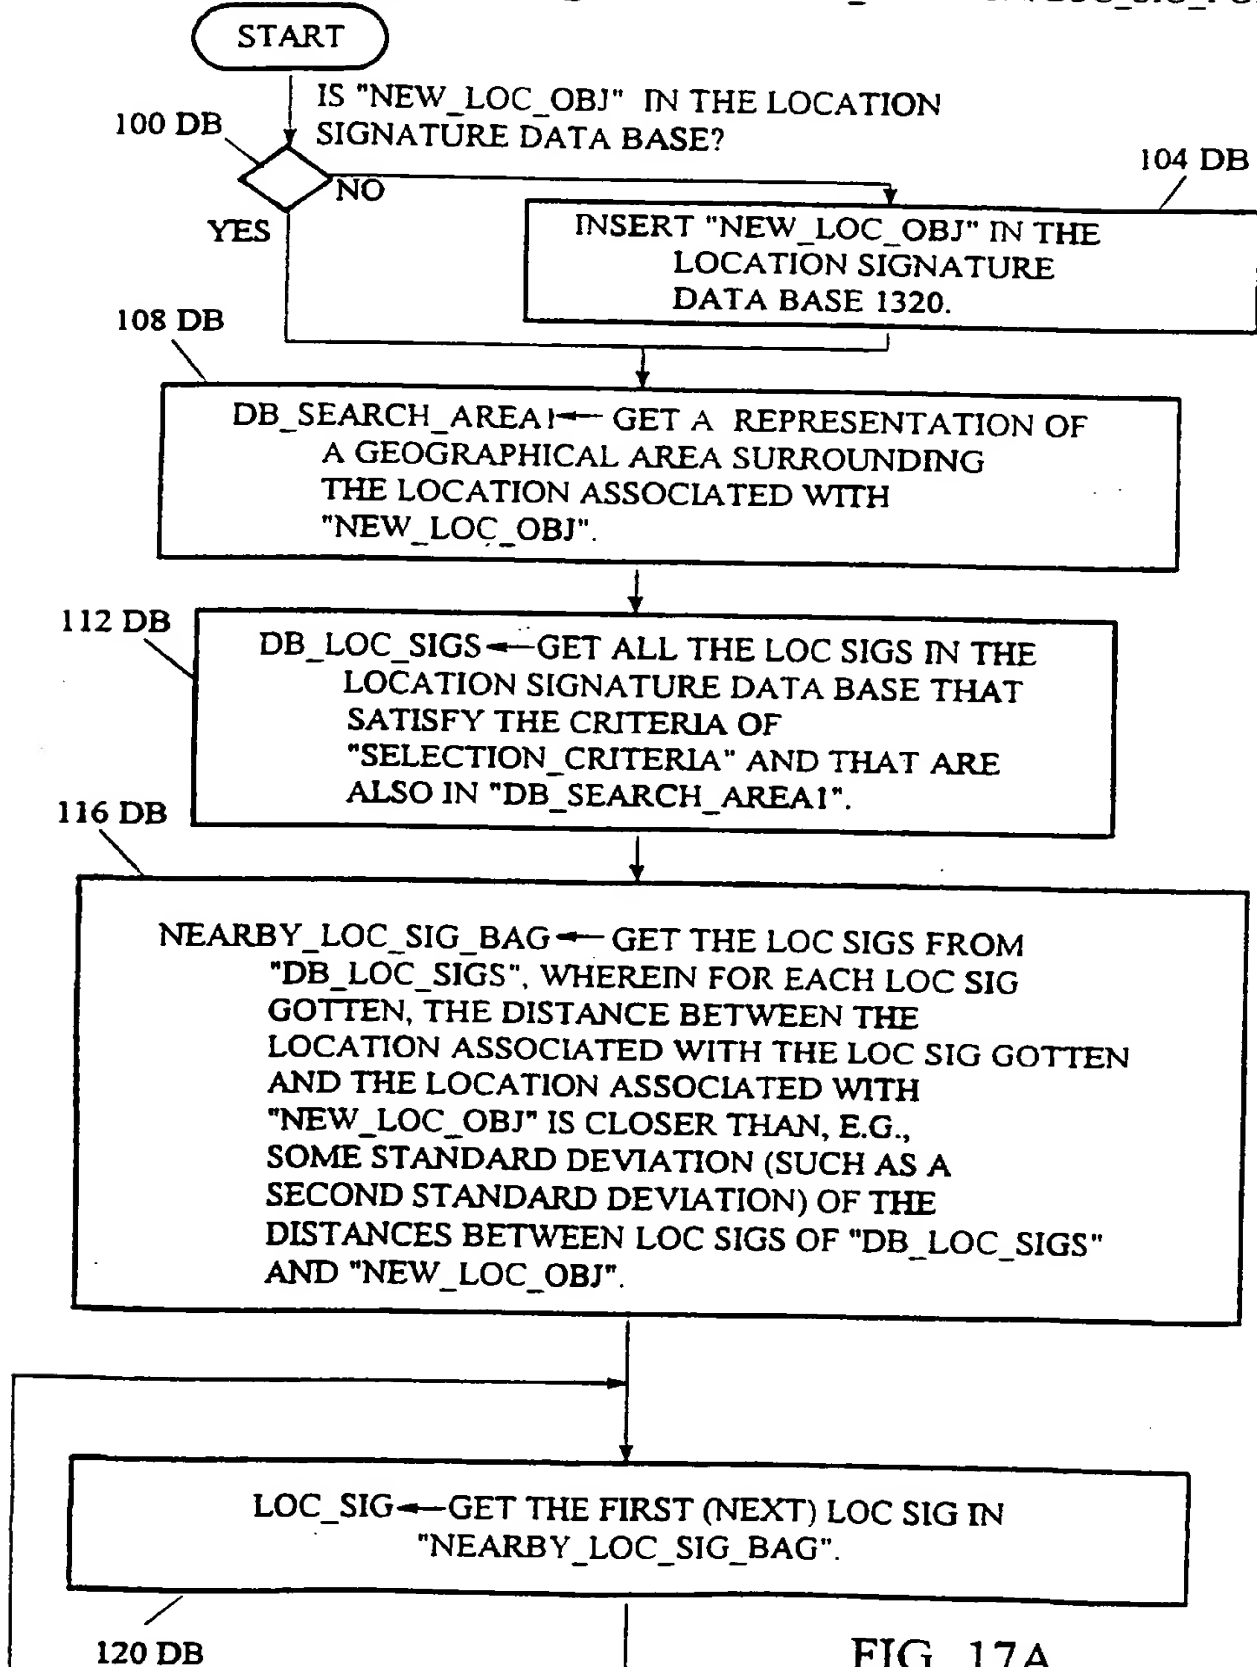 START
IS "NEW_LOC_OBJ" IN THE LOCATION
SIGNATURE DATA BASE?
100 DB
NO
YES
104 DB
INSERT "NEW_LOC_OBJ" IN THE
LOCATION SIGNATURE
DATA BASE 1320.
108 DB
DB_SEARCH_AREA1← GET A REPRESENTATION OF
A GEOGRAPHICAL AREA SURROUNDING
THE LOCATION ASSOCIATED WITH
"NEW_LOC_OBJ".
112 DB
DB_LOC_SIGS←GET ALL THE LOC SIGS IN THE
LOCATION SIGNATURE DATA BASE THAT
SATISFY THE CRITERIA OF
"SELECTION_CRITERIA" AND THAT ARE
ALSO IN "DB_SEARCH_AREA1".
116 DB
NEARBY_LOC_SIG_BAG← GET THE LOC SIGS FROM
"DB_LOC_SIGS", WHEREIN FOR EACH LOC SIG
GOTTEN, THE DISTANCE BETWEEN THE
LOCATION ASSOCIATED WITH THE LOC SIG GOTTEN
AND THE LOCATION ASSOCIATED WITH
"NEW_LOC_OBJ" IS CLOSER THAN, E.G.,
SOME STANDARD DEVIATION (SUCH AS A
SECOND STANDARD DEVIATION) OF THE
DISTANCES BETWEEN LOC SIGS OF "DB_LOC_SIGS"
AND "NEW_LOC_OBJ".
LOC_SIG←GET THE FIRST (NEXT) LOC SIG IN
"NEARBY_LOC_SIG_BAG".
120 DB
FIG. 17A